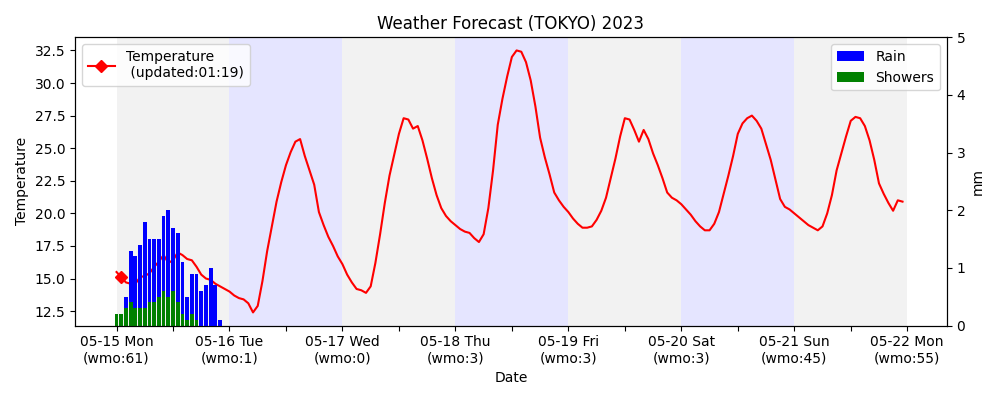 Weather Forecast (TOKYO) 2023
Temperature
(updated:01:19)
Rain
Showers
32.5
30.0
27.5
25.0
22.5
20.0
17.5
15.0
12.5
Temperature
5
4
3
2
1
0
mm
05-15 Mon 05-16 Tue 05-17 Wed 05-18 Thu 05-19 Fri 05-20 Sat 05-21 Sun 05-22 Mon
(wmo:61) (wmo:1) (wmo:0) (wmo:3) (wmo:3) (wmo:3) (wmo:45) (wmo:55)
Date